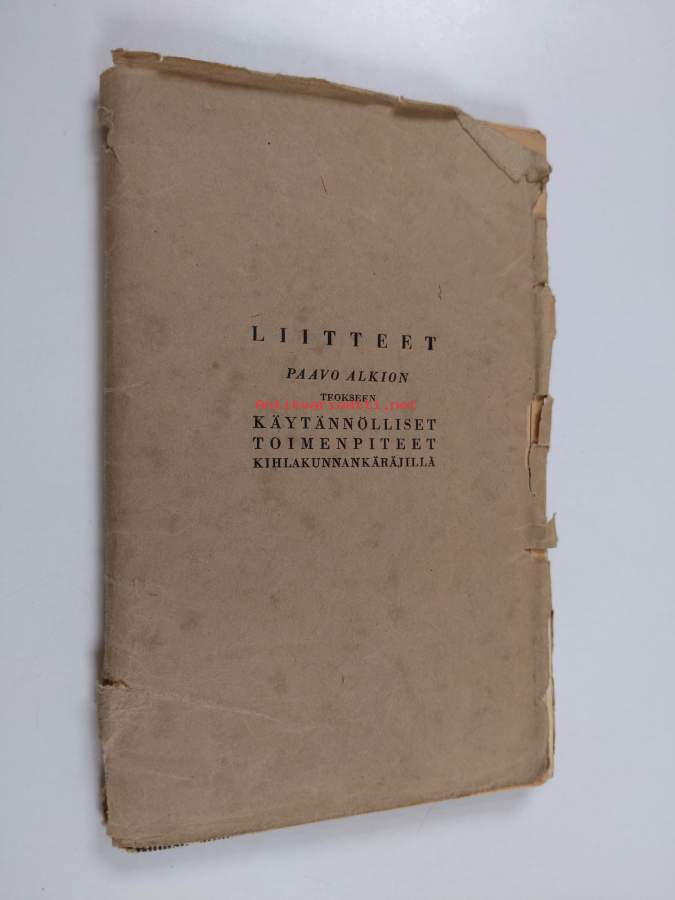 LIITTEET
PAAVO ALKION
TEOKSEEN
KÄYTÄNNÖLLISET
TOIMENPITEET
KIHLAKUNNANKÄRÄJILLÄ